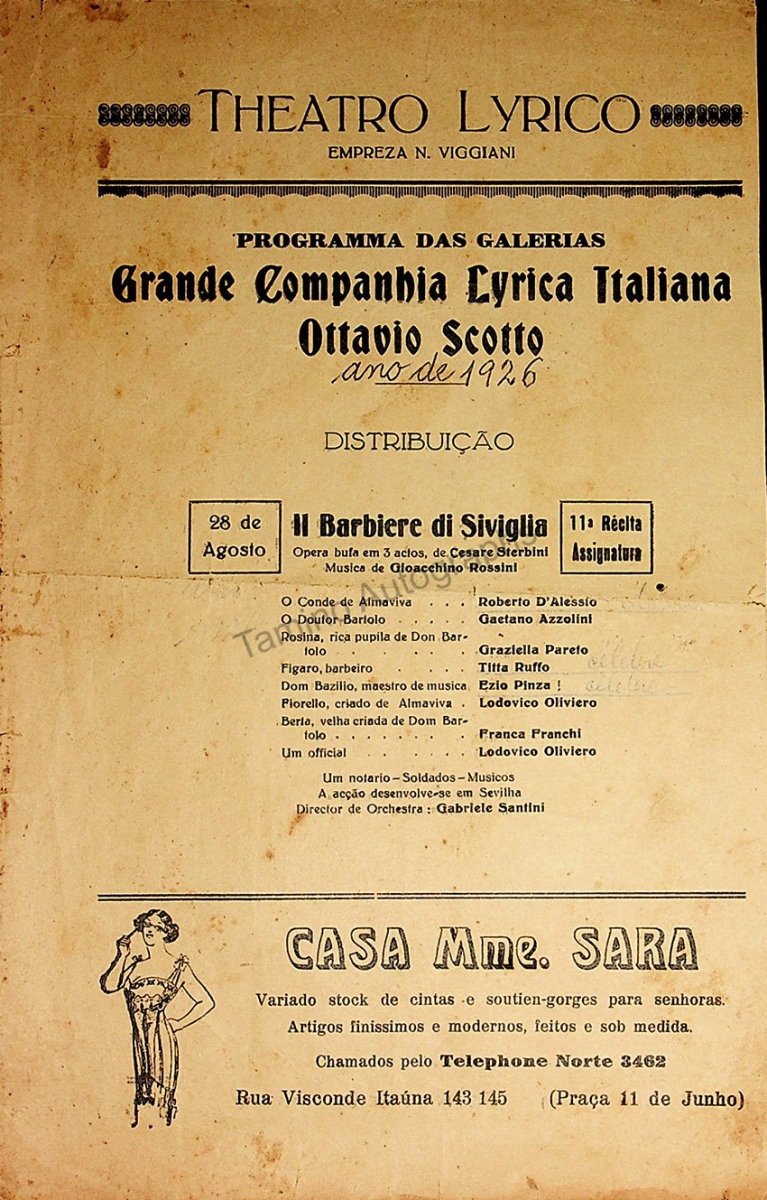 THEATRO LYRICO
EMPREZA N. VIGGIANI
PROGRAMMA DAS GALERIAS
Grande Companhia Lyrica Italiana
Ottavio Scotto
ano de 1926
DISTRIBUIÇÃO
28 de Agosto
Il Barbiere di Siviglia
Opera bufa em 3 actos, de Cesare Sterbini
Musica de Gioacchino Rossini
11ª Récita Assignatura
O Conde de Almaviva . . . Roberto D'Alessio
O Doutor Bartolo . . . . . Gaetano Azzolini
Rosina, rica pupila de Don Bar-
tolo . . . . . . Graziella Pareto
Figaro, barbeiro . . . . Titta Ruffo celebre
Dom Bazilio, maestro de musica Ezio Pinza ! celebre
Fiorello, criado de Almaviva . Lodovico Oliviero
Berta, velha criada de Dom Bar-
tolo . . . . . . . Franca Franchi
Um official . . . . . . Lodovico Oliviero
Um notario – Soldados – Musicos
A acção desenvolve-se em Sevilha
Director de Orchestra : Gabriele Santini
Tamino Autographs
CASA Mme. SARA
Variado stock de cintas e soutien-gorges para senhoras.
Artigos finissimos e modernos, feitos e sob medida.
Chamados pelo Telephone Norte 3462
Rua Visconde Itaúna 143 145 (Praça 11 de Junho)